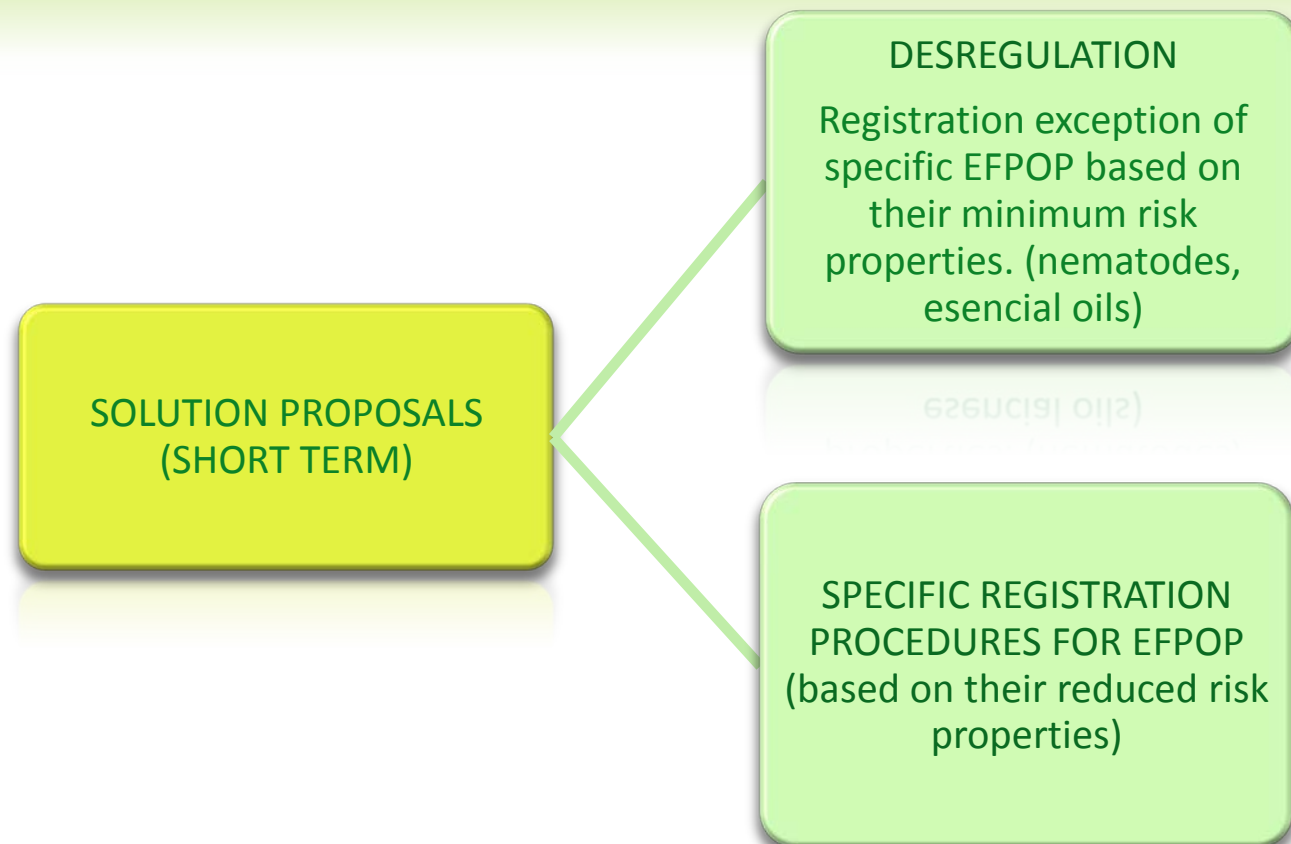 DESREGULATION
Registration exception of
specific EFPOP based on
their minimum risk
properties. (nematodes,
esencial oils)
SOLUTION PROPOSALS
(SHORT TERM)
SPECIFIC REGISTRATION
PROCEDURES FOR EFPOP
(based on their reduced risk
properties)